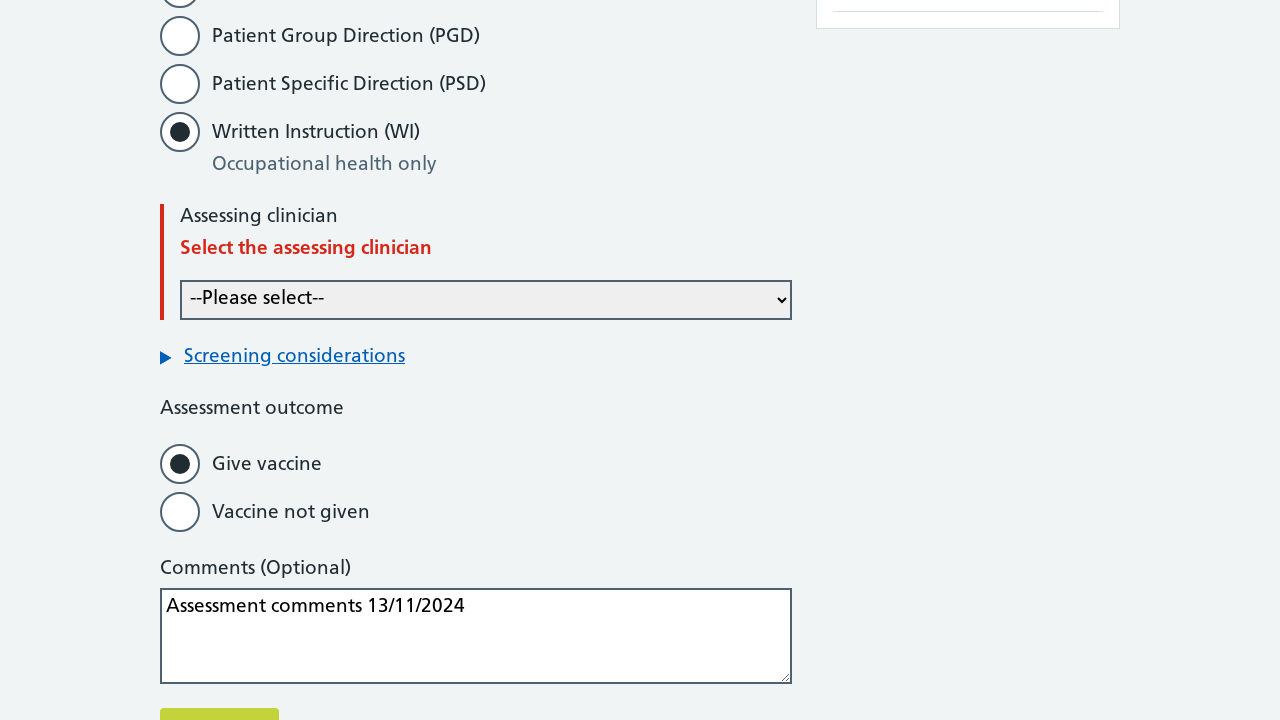 Patient Group Direction (PGD)
Patient Specific Direction (PSD)
Written Instruction (WI)
Occupational health only
Assessing clinician
Select the assessing clinician
--Please select--
Screening considerations
Assessment outcome
Give vaccine
Vaccine not given
Comments (Optional)
Assessment comments 13/11/2024